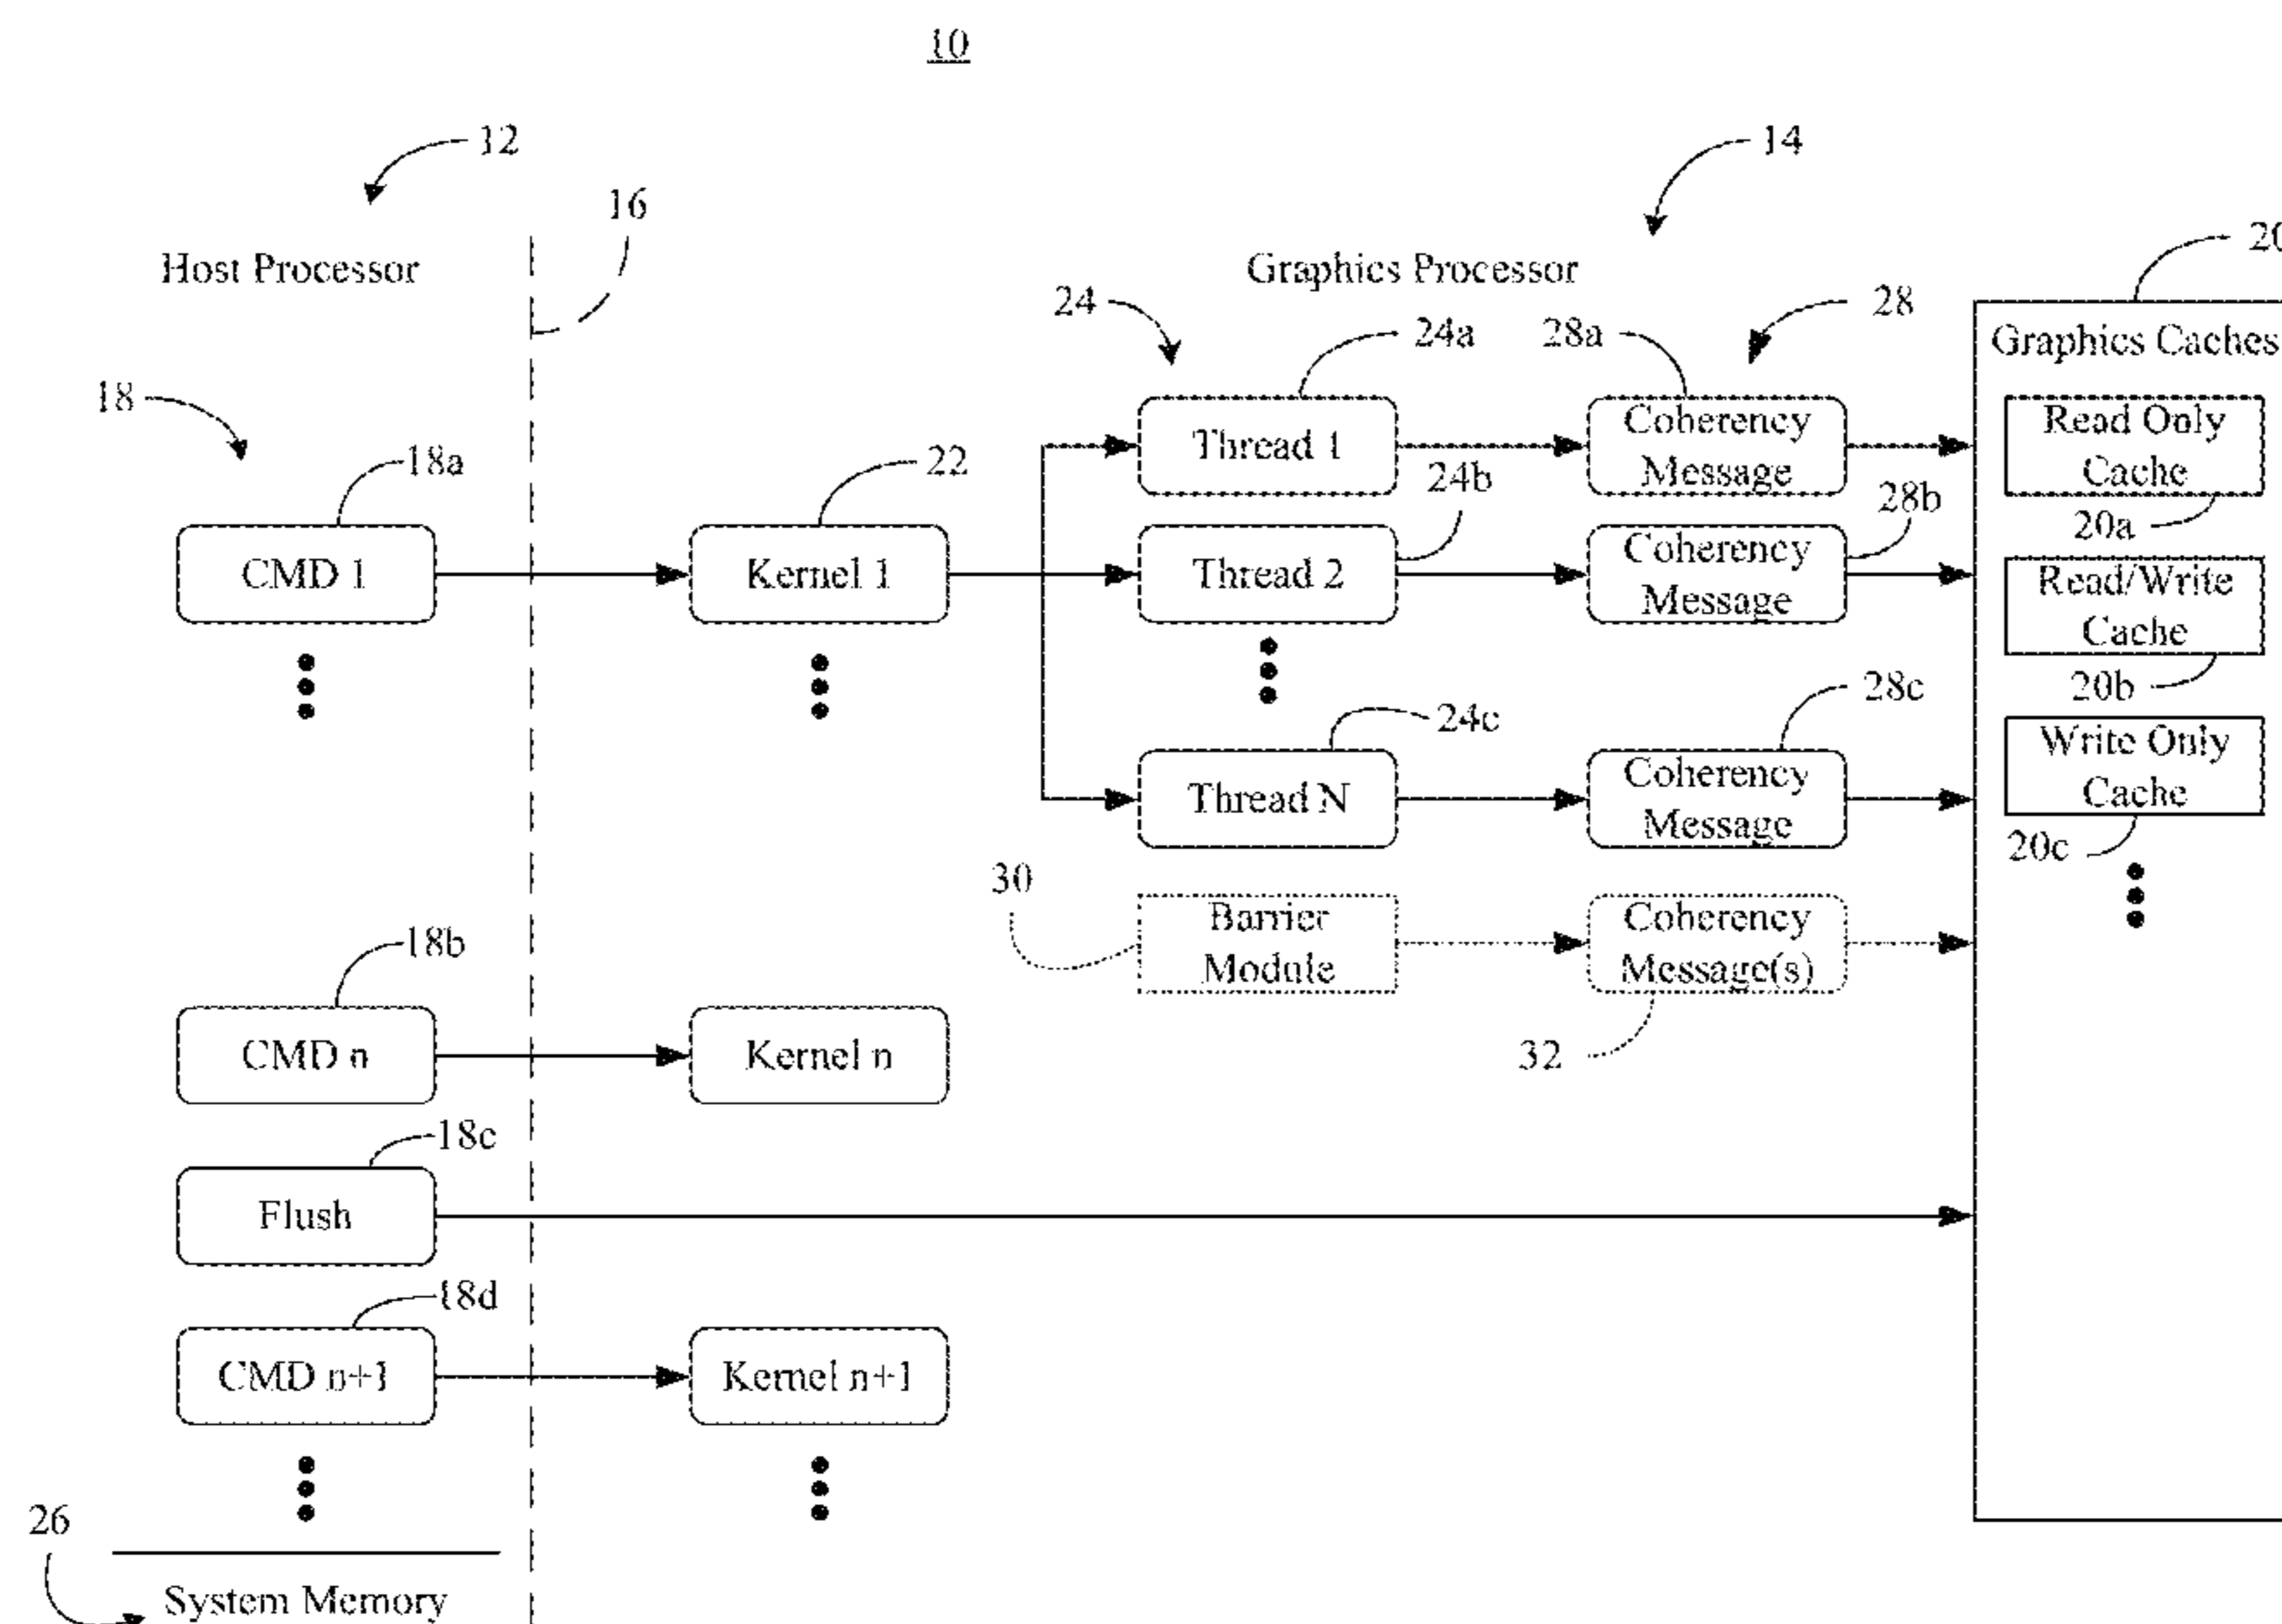 10
12
14
16
Host Processor
Graphics Processor
20
24
28
24a
28a
Graphics Caches
18
Thread 1
Coherency
Message
Read Only
Cache
18a
22
24b
28b
20a
CMD 1
Kernel 1
Thread 2
Coherency
Message
Read/Write
Cache
20b
24c
28c
Thread N
Coherency
Message
Write Only
Cache
20c
30
Barrier
Module
Coherency
Message(s)
32
18b
CMD n
Kernel n
18c
Flush
18d
CMD n+1
Kernel n+1
26
System Memory